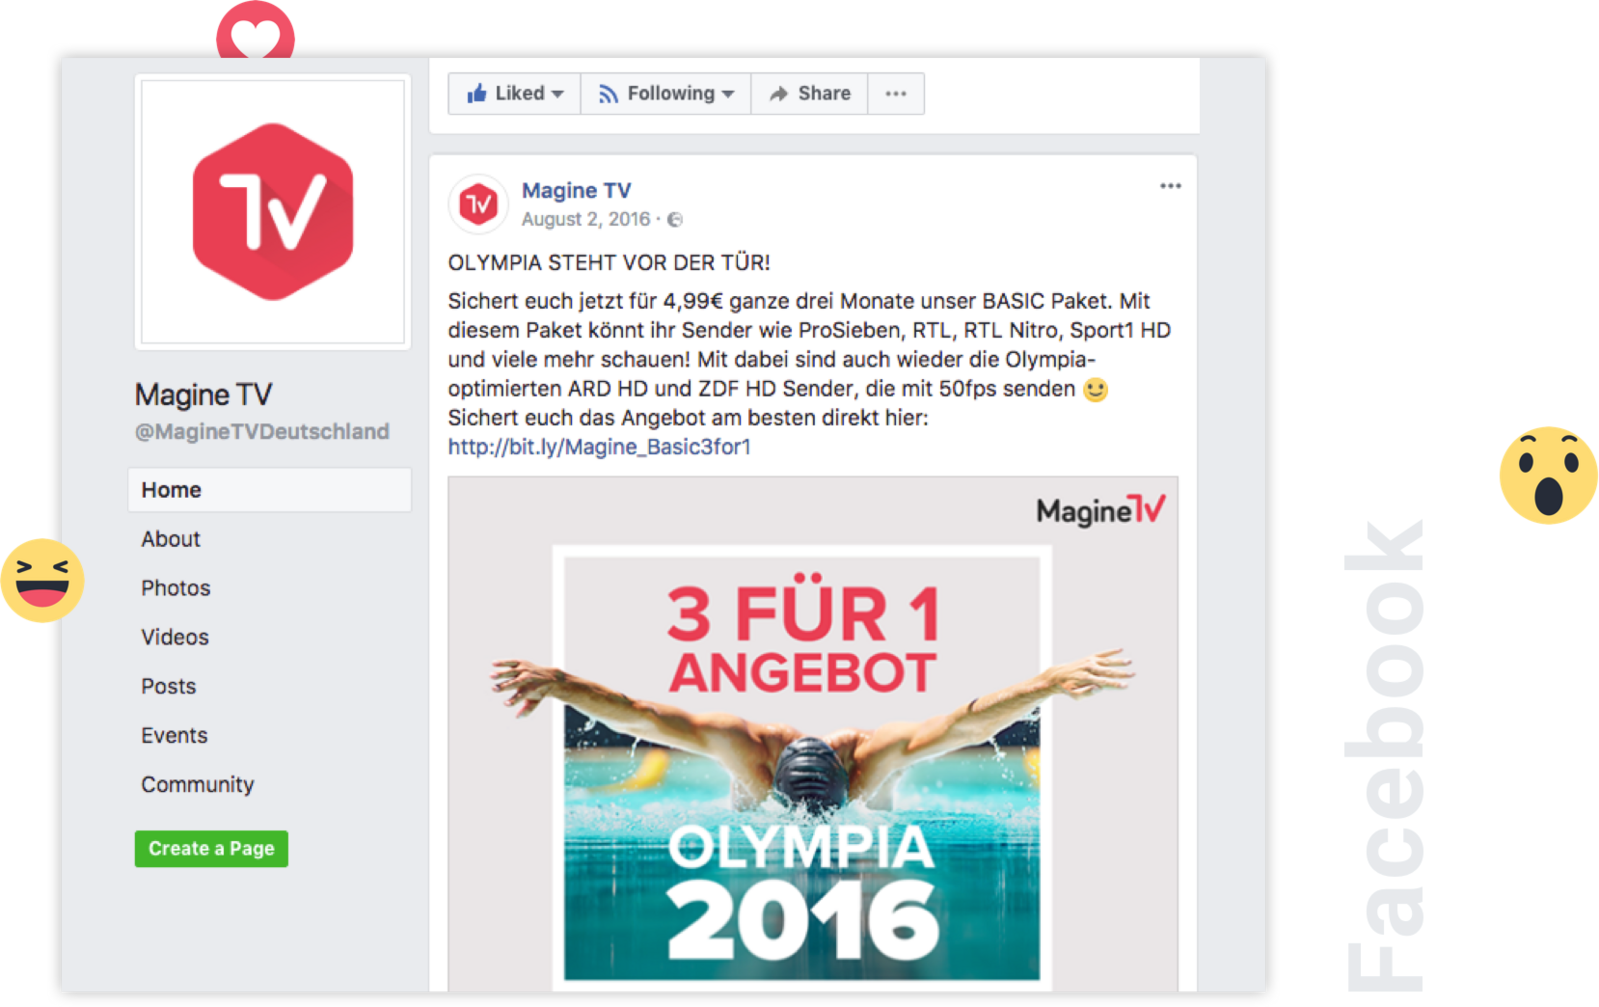 Liked
Following
Share
TV
Magine TV
@MagineTVDeutschland
Home
About
Photos
Videos
Posts
Events
Community
Create a Page
TV
Magine TV
August 2, 2016 ·
OLYMPIA STEHT VOR DER TÜR!
Sichert euch jetzt für 4,99€ ganze drei Monate unser BASIC Paket. Mit
diesem Paket könnt ihr Sender wie ProSieben, RTL, RTL Nitro, Sport1 HD
und viele mehr schauen! Mit dabei sind auch wieder die Olympia-
optimierten ARD HD und ZDF HD Sender, die mit 50fps senden 🙂
Sichert euch das Angebot am besten direkt hier:
http://bit.ly/Magine_Basic3for1
MagineTV
3 FÜR 1
ANGEBOT
OLYMPIA
2016
Facebook